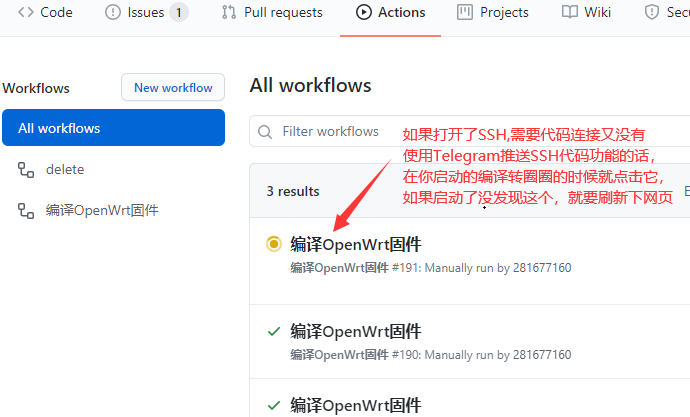 Code Issues 1 Pull requests Actions Projects Wiki Secu
Workflows
New workflow
All workflows
delete
编译OpenWrt固件
All workflows
Filter workflows
如果打开了SSH,需要代码连接又没有
使用Telegram推送SSH代码功能的话,
在你启动的编译转圈圈的时候就点击它,
如果启动了没发现这个，就要刷新下网页
3 results
E
编译OpenWrt固件
编译OpenWrt固件 #191: Manually run by 281677160
编译OpenWrt固件
编译OpenWrt固件 #190: Manually run by 281677160
编译OpenWrt固件